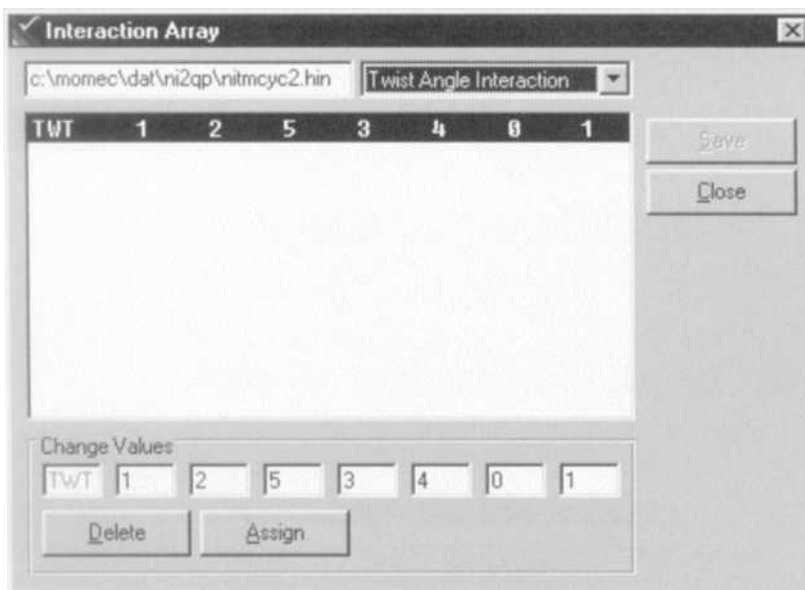 Interaction Array
c:\momec\dat\ni2qp\nitmcyc2.hin Twist Angle Interaction
TWT 1 2 5 3 4 0 1
Save
Close
Change Values
TWT 1 2 5 3 4 0 1
Delete Assign